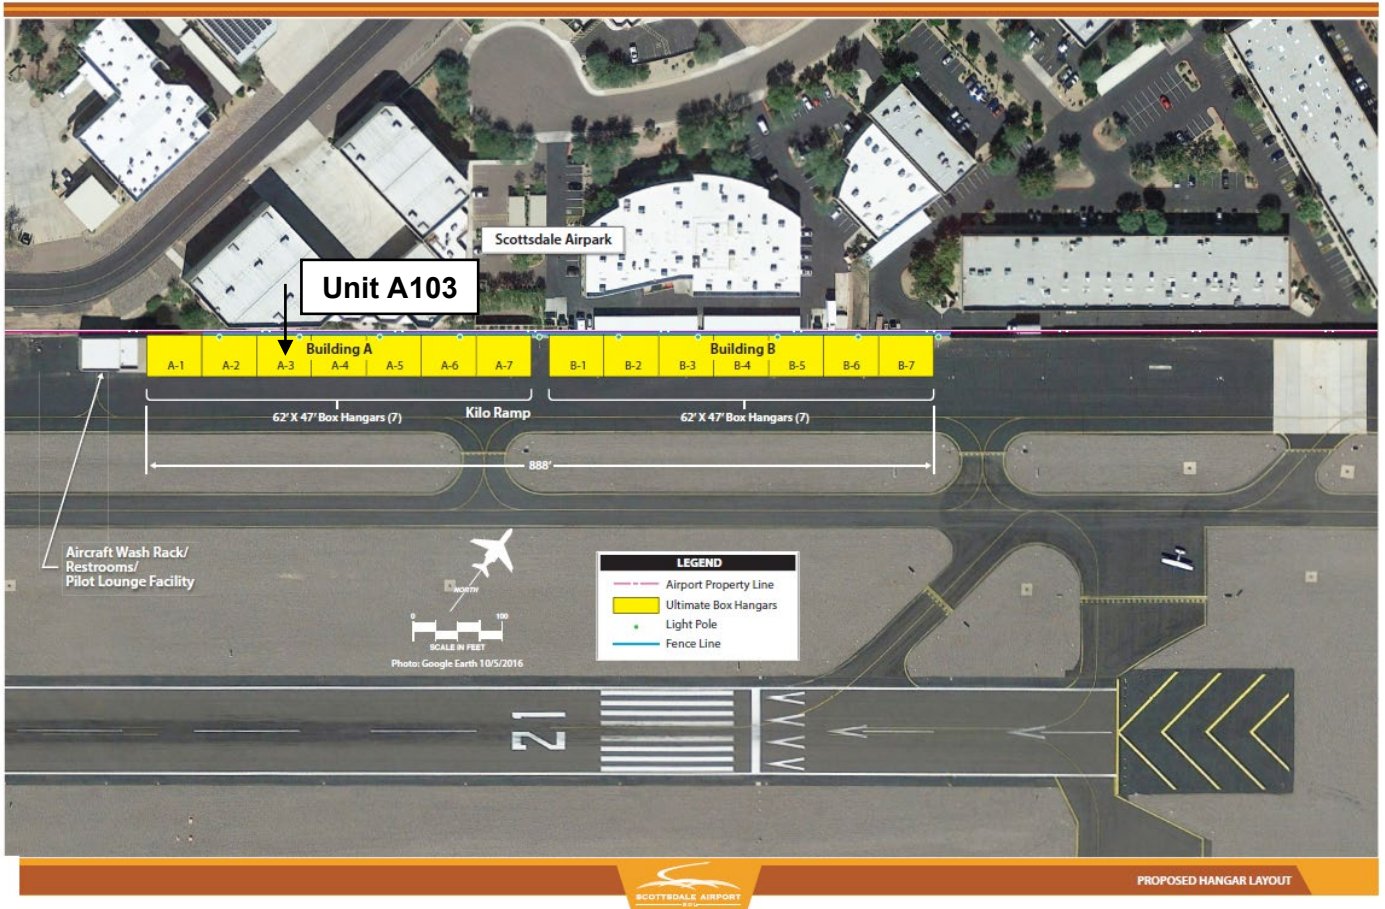 Scottsdale Airpark
Unit A103
Building A
A-1 A-2 A-3 A-4 A-5 A-6 A-7
Building B
B-1 B-2 B-3 B-4 B-5 B-6 B-7
62' X 47' Box Hangars (7)
Kilo Ramp
62' X 47' Box Hangars (7)
888'
Aircraft Wash Rack/
Restrooms/
Pilot Lounge Facility
NORTH
0 100
SCALE IN FEET
Photo: Google Earth 10/5/2016
LEGEND
Airport Property Line
Ultimate Box Hangars
Light Pole
Fence Line
21
SCOTTSDALE AIRPORT
SDL
PROPOSED HANGAR LAYOUT